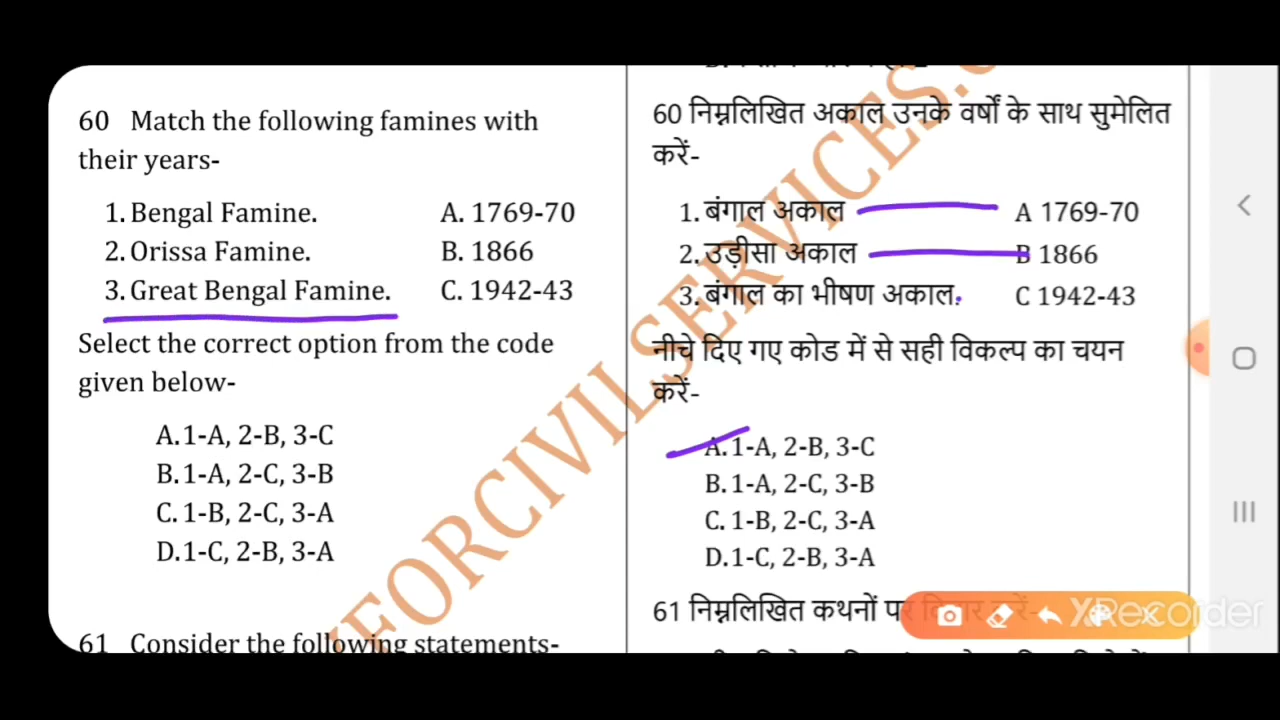 60 Match the following famines with
their years-
1. Bengal Famine. A. 1769-70
2. Orissa Famine. B. 1866
3. Great Bengal Famine. C. 1942-43
Select the correct option from the code
given below-
A. 1-A, 2-B, 3-C
B. 1-A, 2-C, 3-B
C. 1-B, 2-C, 3-A
D. 1-C, 2-B, 3-A
61 Consider the following statements-
60 निम्नलिखित अकाल उनके वर्षों के साथ सुमेलित
करें-
1. बंगाल अकाल A 1769-70
2. उड़ीसा अकाल B 1866
3. बंगाल का भीषण अकाल. C 1942-43
नीचे दिए गए कोड में से सही विकल्प का चयन
करें-
A. 1-A, 2-B, 3-C
B. 1-A, 2-C, 3-B
C. 1-B, 2-C, 3-A
D. 1-C, 2-B, 3-A
61 निम्नलिखित कथनों पर विचार करें-
FORCIVILSERVICES.
XRecorder